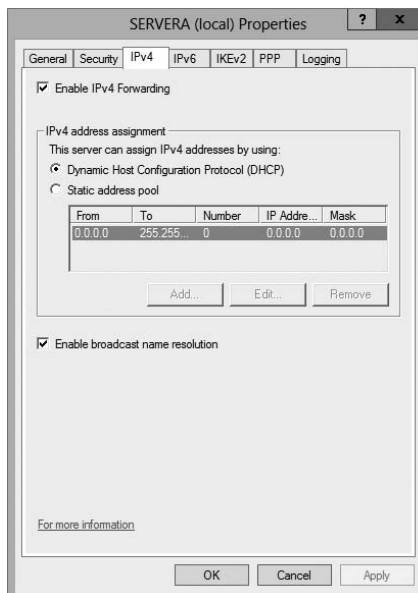 SERVERA (local) Properties ? x
General Security IPv4 IPv6 IKEv2 PPP Logging
Enable IPv4 Forwarding
IPv4 address assignment
This server can assign IPv4 addresses by using:
Dynamic Host Configuration Protocol (DHCP)
Static address pool
From To Number IP Addre... Mask
0.0.0.0 255.255... 0 0.0.0.0 0.0.0.0
Add... Edit... Remove
Enable broadcast name resolution
For more information
OK Cancel Apply